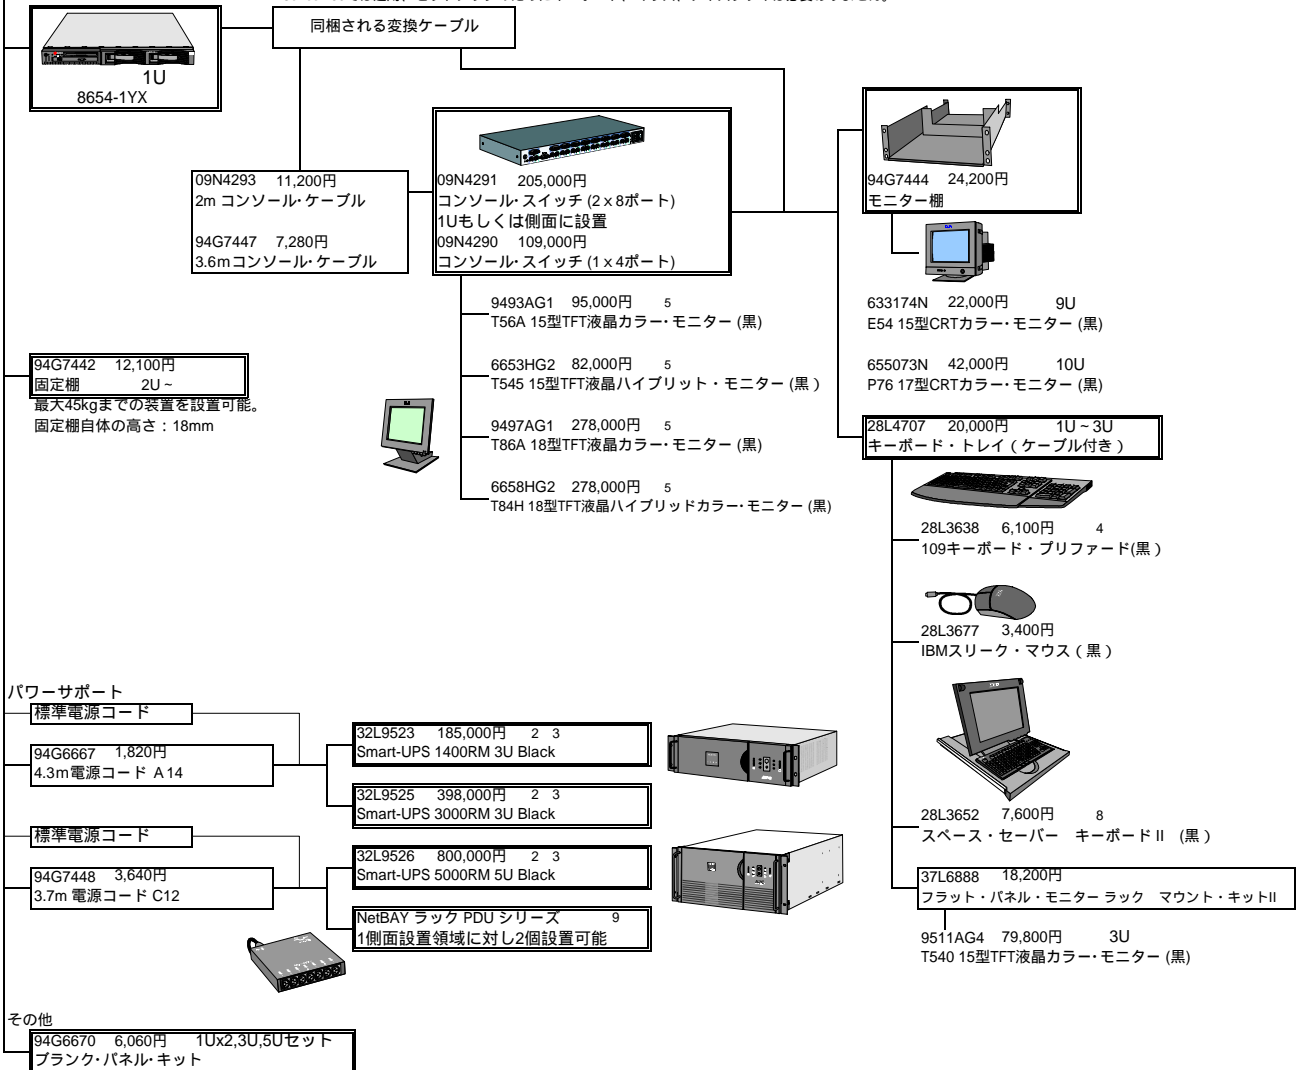 同梱される変換ケーブル
1U
8654-1YX
09N4293 11,200円
2m コンソール・ケーブル
94G7447 7,280円
3.6mコンソール・ケーブル
09N4291 205,000円
コンソール・スイッチ (2 x 8ポート)
1Uもしくは側面に設置
09N4290 109,000円
コンソール・スイッチ (1 x 4ポート)
94G7444 24,200円
モニター棚
633174N 22,000円 9U
E54 15型CRTカラー・モニター (黒)
655073N 42,000円 10U
P76 17型CRTカラー・モニター (黒)
9493AG1 95,000円 5
T56A 15型TFT液晶カラー・モニター (黒)
6653HG2 82,000円 5
T545 15型TFT液晶ハイブリット・モニター (黒 )
9497AG1 278,000円 5
T86A 18型TFT液晶カラー・モニター (黒)
6658HG2 278,000円 5
T84H 18型TFT液晶ハイブリッドカラー・モニター (黒)
94G7442 12,100円
固定棚 2U ~
最大45kgまでの装置を設置可能。
固定棚自体の高さ : 18mm
28L4707 20,000円 1U ~ 3U
キーボード・トレイ ( ケーブル付き )
28L3638 6,100円 4
109キーボード・プリファード(黒 )
28L3677 3,400円
IBMスリーク・マウス ( 黒 )
28L3652 7,600円 8
スペース・セーバー キーボード II (黒 )
37L6888 18,200円
フラット・パネル・モニター ラック マウント・キットII
9511AG4 79,800円 3U
T540 15型TFT液晶カラー・モニター (黒)
パワーサポート
標準電源コード
94G6667 1,820円
4.3m電源コード A 14
32L9523 185,000円 2 3
Smart-UPS 1400RM 3U Black
32L9525 398,000円 2 3
Smart-UPS 3000RM 3U Black
標準電源コード
94G7448 3,640円
3.7m 電源コード C12
32L9526 800,000円 2 3
Smart-UPS 5000RM 5U Black
NetBAY ラック PDU シリーズ 9
1側面設置領域に対し2個設置可能
その他
94G6670 6,060円 1Ux2,3U,5Uセット
ブランク・パネル・キット